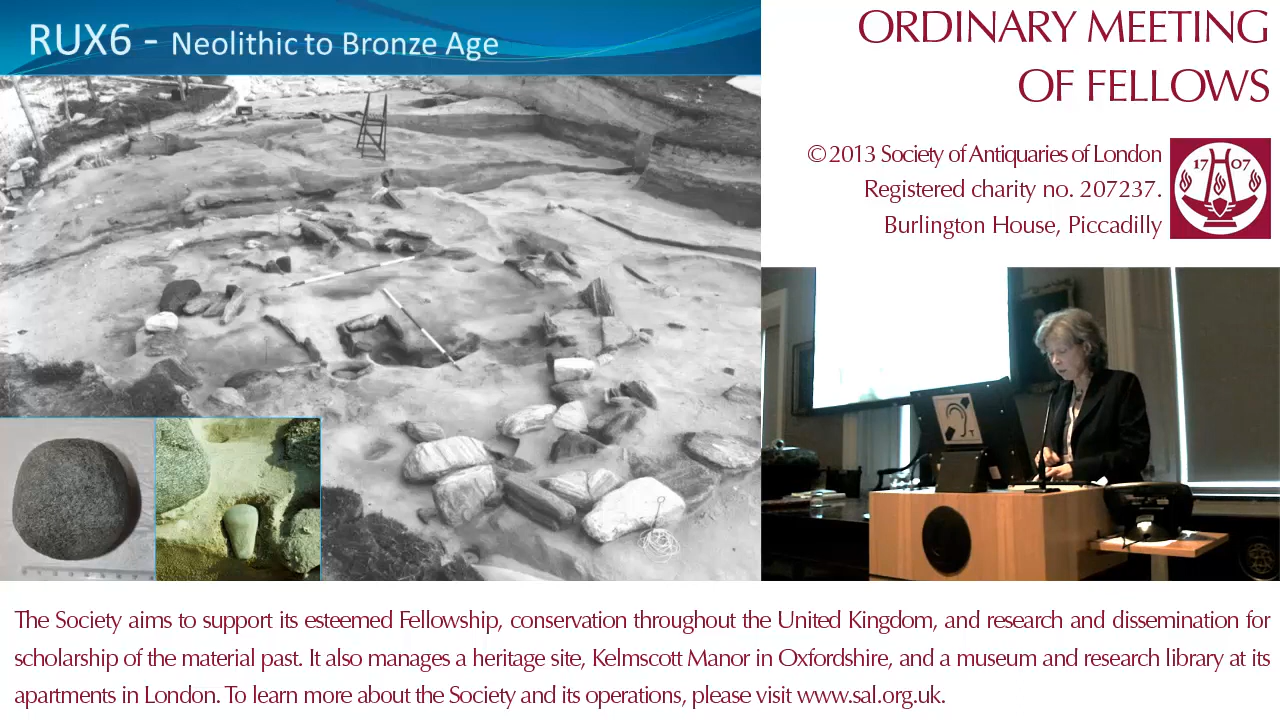 RUX6 - Neolithic to Bronze Age
ORDINARY MEETING
OF FELLOWS
©2013 Society of Antiquaries of London
Registered charity no. 207237.
Burlington House, Piccadilly
17 07
The Society aims to support its esteemed Fellowship, conservation throughout the United Kingdom, and research and dissemination for
scholarship of the material past. It also manages a heritage site, Kelmscott Manor in Oxfordshire, and a museum and research library at its
apartments in London. To learn more about the Society and its operations, please visit www.sal.org.uk.